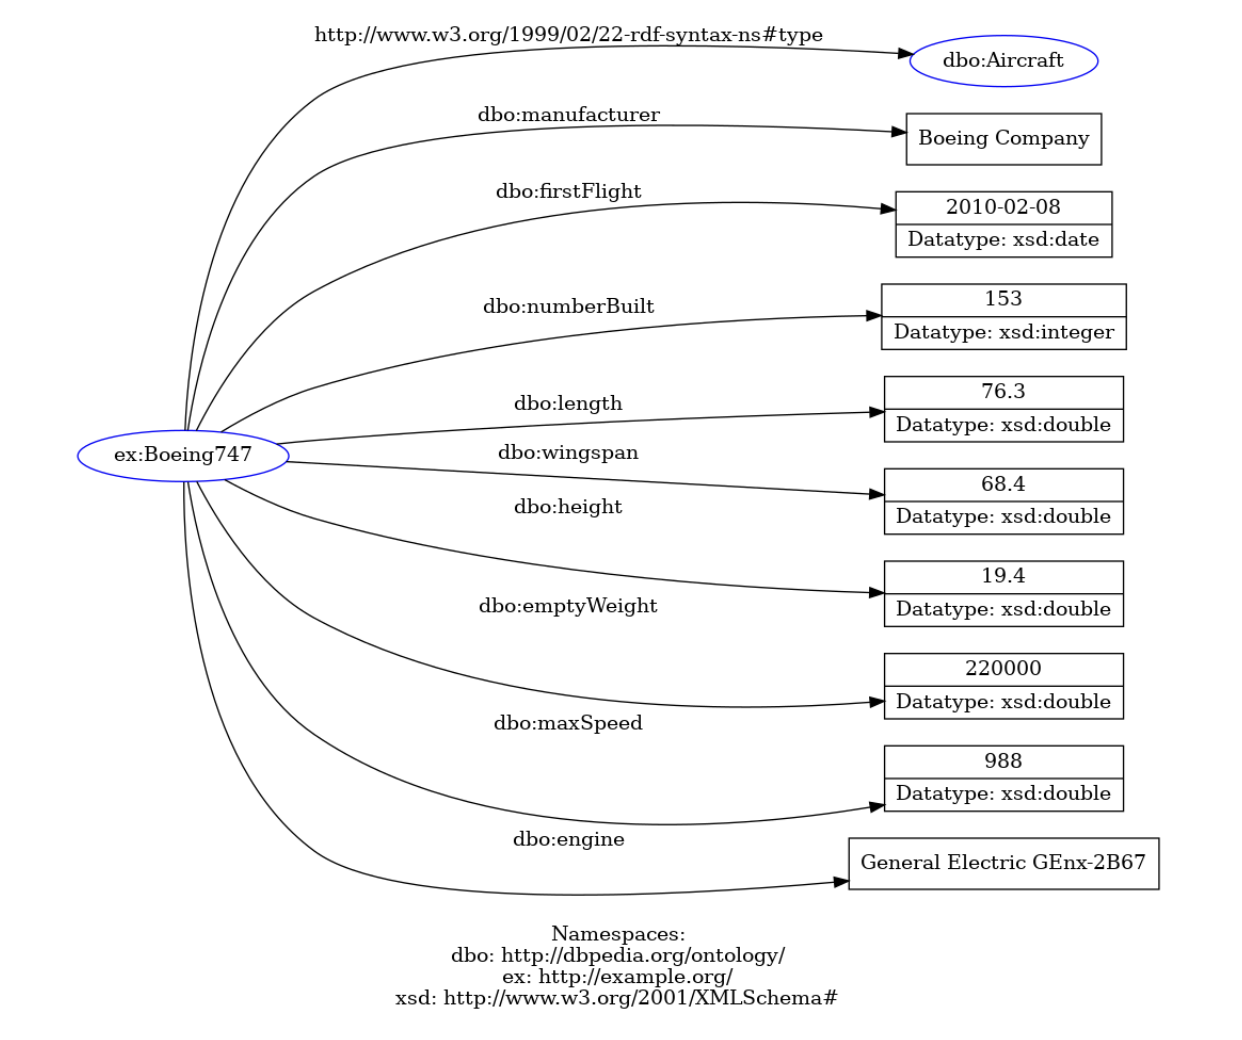 http://www.w3.org/1999/02/22-rdf-syntax-ns#type
dbo:Aircraft
dbo:manufacturer
Boeing Company
dbo:firstFlight
2010-02-08
Datatype: xsd:date
dbo:numberBuilt
153
Datatype: xsd:integer
dbo:length
76.3
Datatype: xsd:double
ex:Boeing747
dbo:wingspan
68.4
Datatype: xsd:double
dbo:height
19.4
Datatype: xsd:double
dbo:emptyWeight
220000
Datatype: xsd:double
dbo:maxSpeed
988
Datatype: xsd:double
dbo:engine
General Electric GEnx-2B67
Namespaces:
dbo: http://dbpedia.org/ontology/
ex: http://example.org/
xsd: http://www.w3.org/2001/XMLSchema#